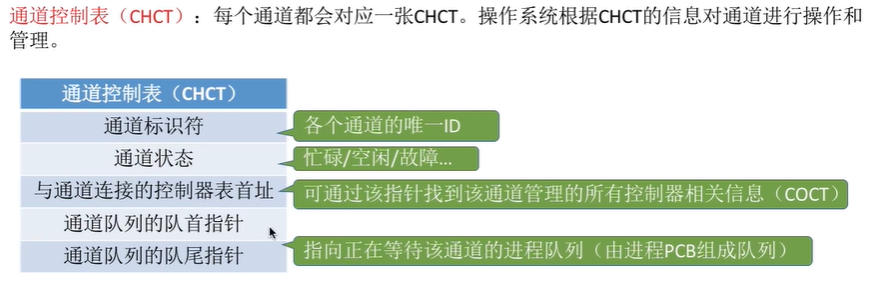 通道控制表（CHCT）：每个通道都会对应一张CHCT。操作系统根据CHCT的信息对通道进行操作和
管理。
通道控制表（CHCT）
通道标识符
各个通道的唯一ID
通道状态
忙碌/空闲/故障...
与通道连接的控制器表首址
可通过该指针找到该通道管理的所有控制器相关信息（COCT）
通道队列的队首指针
通道队列的队尾指针
指向正在等待该通道的进程队列（由进程PCB组成队列）